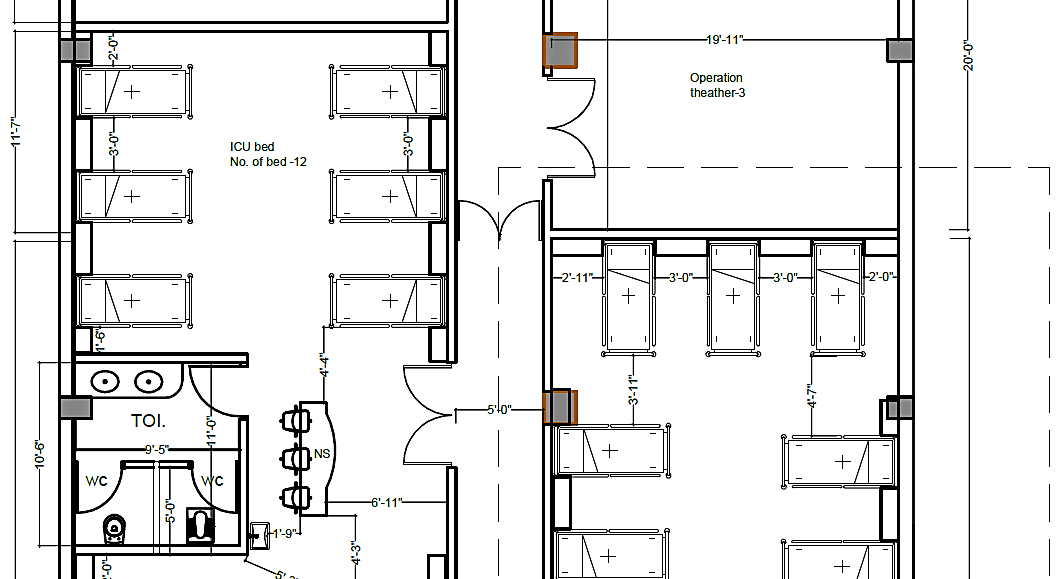 2'-0"
19'-11"
20'-0"
Operation
theather-3
11'-7"
3'-0"
3'-0"
ICU bed
No. of bed -12
2'-11"
3'-0"
3'-0"
2'-0"
1'-6"
4'-4"
3'-11"
4'-7"
5'-0"
TOI.
11'-0"
10'-6"
9'-5"
NS
WC
WC
5'-0"
6'-11"
1'-9"
4'-3"